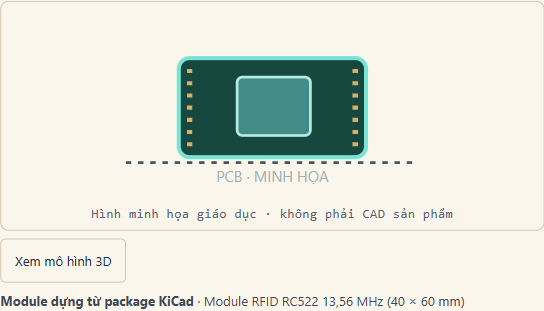 PCB · MINH HỌA
Hình minh họa giáo dục · không phải CAD sản phẩm
Xem mô hình 3D
Module dựng từ package KiCad · Module RFID RC522 13,56 MHz (40 × 60 mm)